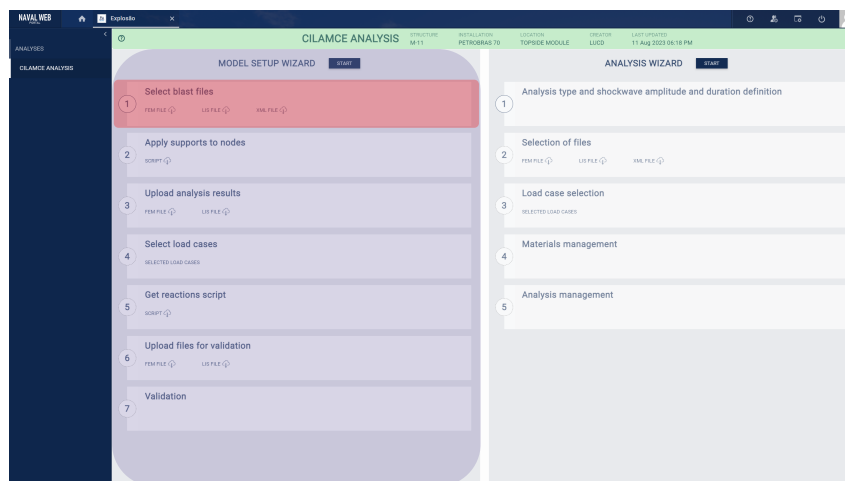 NAVAL WEB
PORTAL
Explosão ×
ANALYSES
CILAMCE ANALYSIS
CILAMCE ANALYSIS
STRUCTURE
M-11
INSTALLATION
PETROBRAS 70
LOCATION
TOPSIDE MODULE
CREATOR
LUCD
LAST UPDATED
11 Aug 2023 06:18 PM
MODEL SETUP WIZARD START
1
Select blast files
FEM FILE LIS FILE XML FILE
2
Apply supports to nodes
SCRIPT
3
Upload analysis results
FEM FILE LIS FILE
4
Select load cases
SELECTED LOAD CASES
5
Get reactions script
SCRIPT
6
Upload files for validation
FEM FILE LIS FILE
7
Validation
ANALYSIS WIZARD START
1
Analysis type and shockwave amplitude and duration definition
2
Selection of files
FEM FILE LIS FILE XML FILE
3
Load case selection
SELECTED LOAD CASES
4
Materials management
5
Analysis management